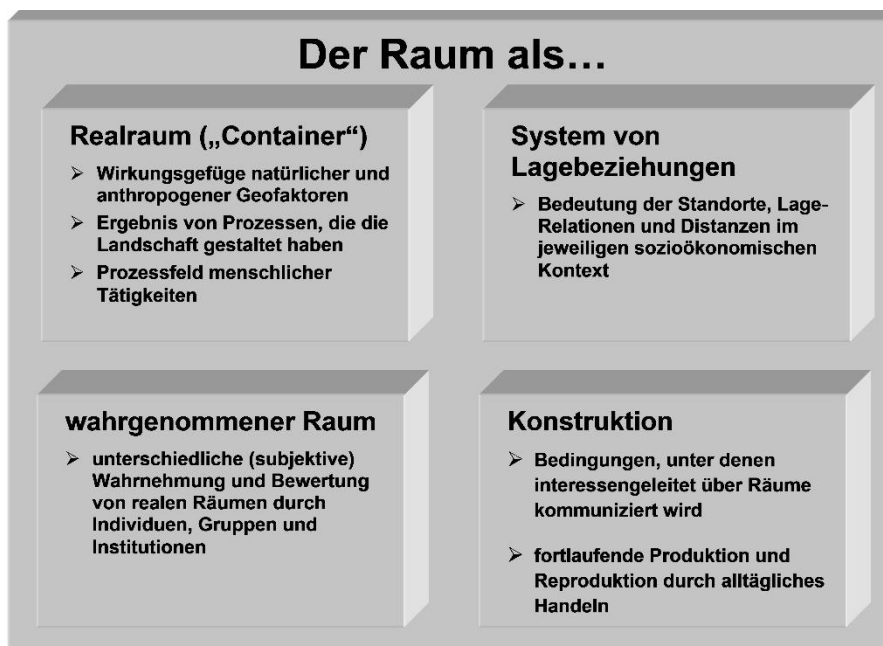 Der Raum als…
Realraum („Container“)
➢ Wirkungsgefüge natürlicher und
anthropogener Geofaktoren
➢ Ergebnis von Prozessen, die die
Landschaft gestaltet haben
➢ Prozessfeld menschlicher
Tätigkeiten
System von
Lagebeziehungen
➢ Bedeutung der Standorte, Lage-
Relationen und Distanzen im
jeweiligen sozioökonomischen
Kontext
wahrgenommener Raum
➢ unterschiedliche (subjektive)
Wahrnehmung und Bewertung
von realen Räumen durch
Individuen, Gruppen und
Institutionen
Konstruktion
➢ Bedingungen, unter denen
interessengeleitet über Räume
kommuniziert wird
➢ fortlaufende Produktion und
Reproduktion durch alltägliches
Handeln